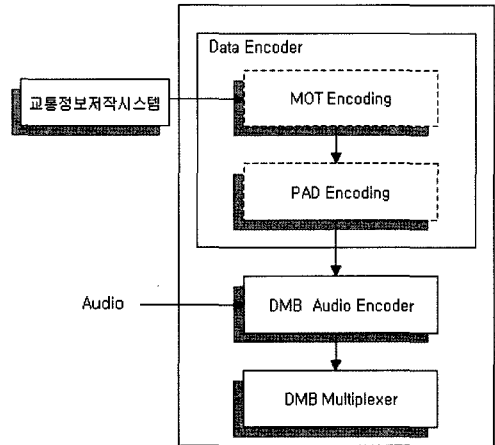 Data Encoder
교통정보저작시스템
MOT Encoding
PAD Encoding
Audio
DMB Audio Encoder
DMB Multiplexer